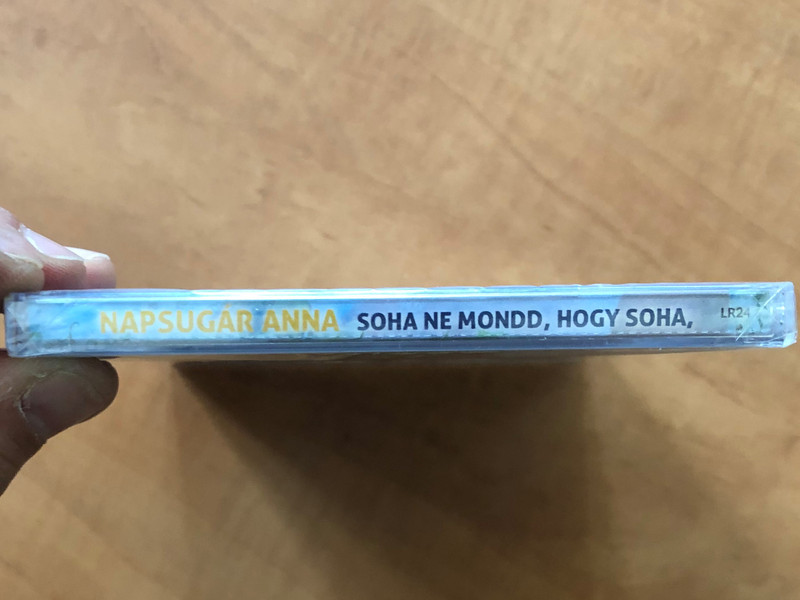 NAPSUGÁR ANNA SOHA NE MONDD, HOGY SOHA, LR24